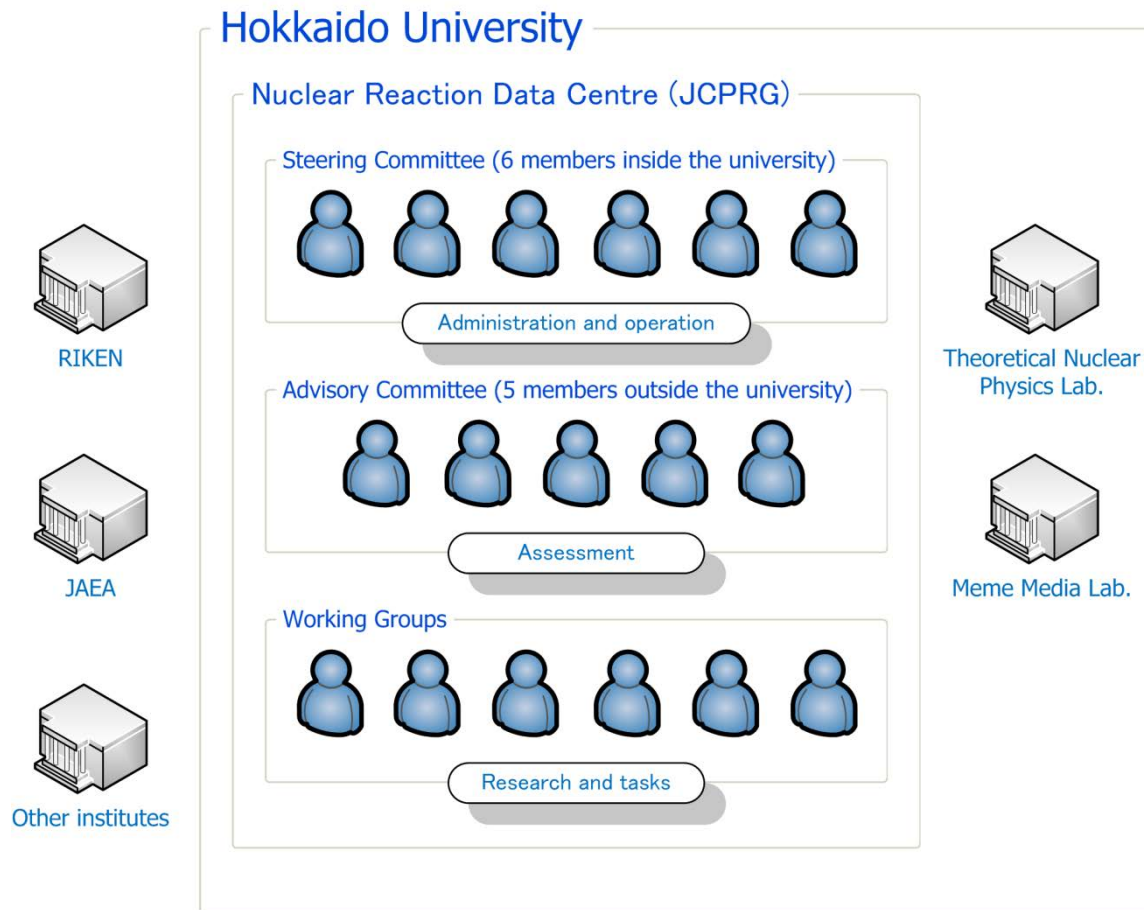 Hokkaido University
Nuclear Reaction Data Centre (JCPRG)
Steering Committee (6 members inside the university)
Administration and operation
Advisory Committee (5 members outside the university)
Assessment
Working Groups
Research and tasks
RIKEN
JAEA
Other institutes
Theoretical Nuclear
Physics Lab.
Meme Media Lab.